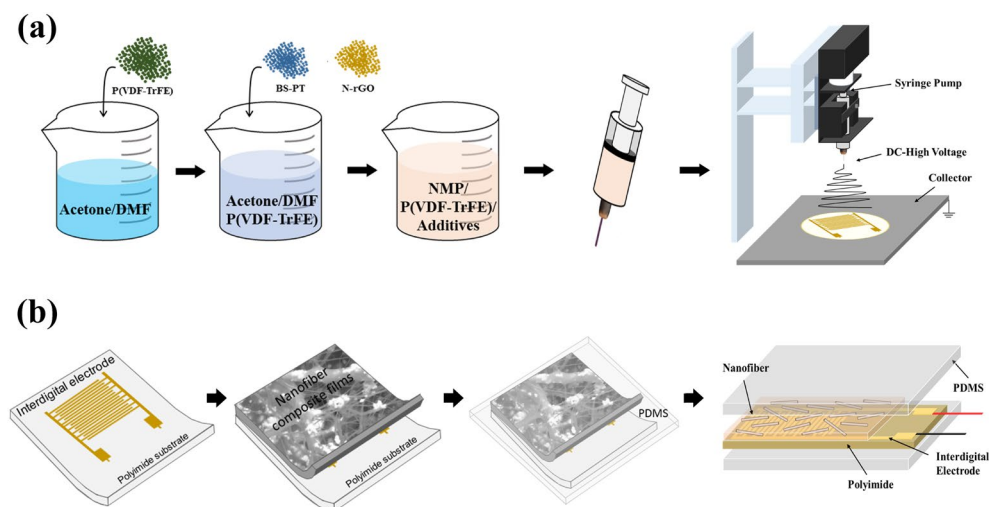 (a)
P(VDF-TrFE)
BS-PT
N-rGO
Acetone/DMF
Acetone/DMF
P(VDF-TrFE)
NMP/
P(VDF-TrFE)/
Additives
Syringe Pump
DC-High Voltage
Collector
(b)
Interdigital electrode
Polyimide substrate
Nanofiber
composite films
Polyimide substrate
PDMS
Nanofiber
PDMS
Interdigital
Electrode
Polyimide